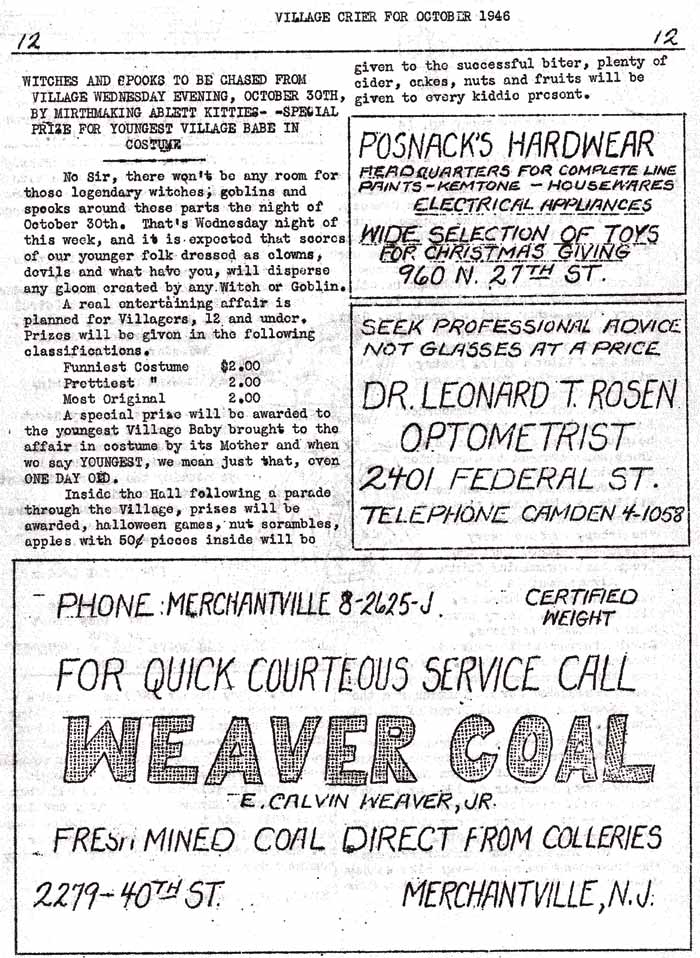 VILLAGE CRIER FOR OCTOBER 1946
12
12
WITCHES AND SPOOKS TO BE CHASED FROM
VILLAGE WEDNESDAY EVENING, OCTOBER 30TH,
BY MIRTHMAKING ABLETT KITTIES- -SPECIAL
PRIZE FOR YOUNGEST VILLAGE BABE IN
COSTUME
No Sir, there won't be any room for
those legendary witches, goblins and
spooks around these parts the night of
October 30th. That's Wednesday night of
this week, and it is expected that scores
of our younger folk dressed as clowns,
devils and what have you, will disperse
any gloom created by any Witch or Goblin.
A real entertaining affair is
planned for Villagers, 12 and under.
Prizes will be given in the following
classifications.
Funniest Costume $2.00
Prettiest " 2.00
Most Original 2.00
A special prize will be awarded to
the youngest Village Baby brought to the
affair in costume by its Mother and when
we say YOUNGEST, we mean just that, even
ONE DAY OLD.
Inside the Hall following a parade
through the Village, prizes will be
awarded, halloween games, nut scrambles,
apples with 50¢ pieces inside will be
given to the successful biter, plenty of
cider, cakes, nuts and fruits will be
given to every kiddie present.
POSNACK'S HARDWEAR
HEADQUARTERS FOR COMPLETE LINE
PAINTS - KEMTONE - HOUSEWARES
ELECTRICAL APPLIANCES
WIDE SELECTION OF TOYS
FOR CHRISTMAS GIVING
960 N. 27TH ST.
SEEK PROFESSIONAL ADVICE
NOT GLASSES AT A PRICE
DR. LEONARD T. ROSEN
OPTOMETRIST
2401 FEDERAL ST.
TELEPHONE CAMDEN 4-1058
PHONE: MERCHANTVILLE 8-2625-J.
CERTIFIED
WEIGHT
FOR QUICK COURTEOUS SERVICE CALL
WEAVER COAL
E. CALVIN WEAVER, JR.
FRESH MINED COAL DIRECT FROM COLLERIES
2279-40TH ST. MERCHANTVILLE, N.J.